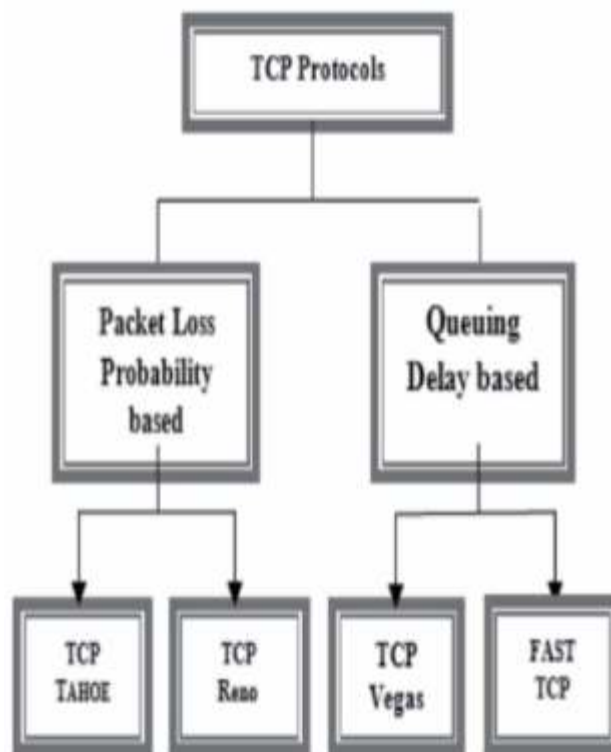 TCP Protocols
Packet Loss
Probability
based
Queuing
Delay based
TCP
TAHOE
TCP
Reno
TCP
Vegas
FAST
TCP